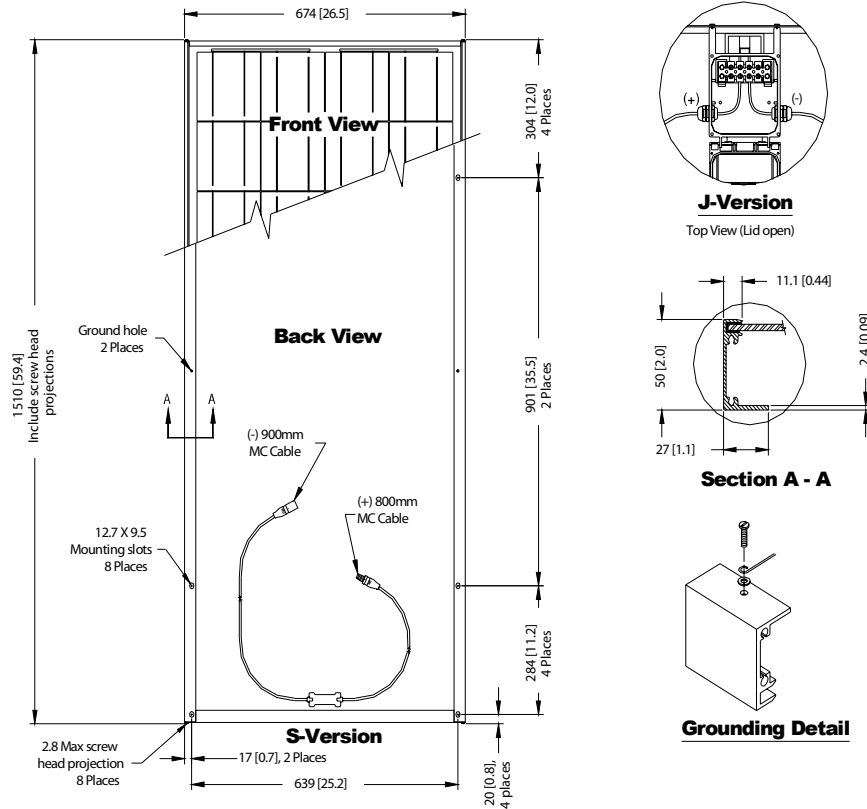 674 [26.5]
Front View
304 [12.0]
4 Places
1510 [59.4]
Include screw head
projections
Ground hole
2 Places
Back View
901 [35.5]
2 Places
A
A
(-) 900mm
MC Cable
(+) 800mm
MC Cable
12.7 X 9.5
Mounting slots
8 Places
284 [11.2]
4 Places
S-Version
2.8 Max screw
head projection
8 Places
17 [0.7], 2 Places
639 [25.2]
20 [0.8],
4 places
(+)
(-)
J-Version
Top View (Lid open)
11.1 [0.44]
50 [2.0]
2.4 [0.09]
27 [1.1]
Section A - A
Grounding Detail